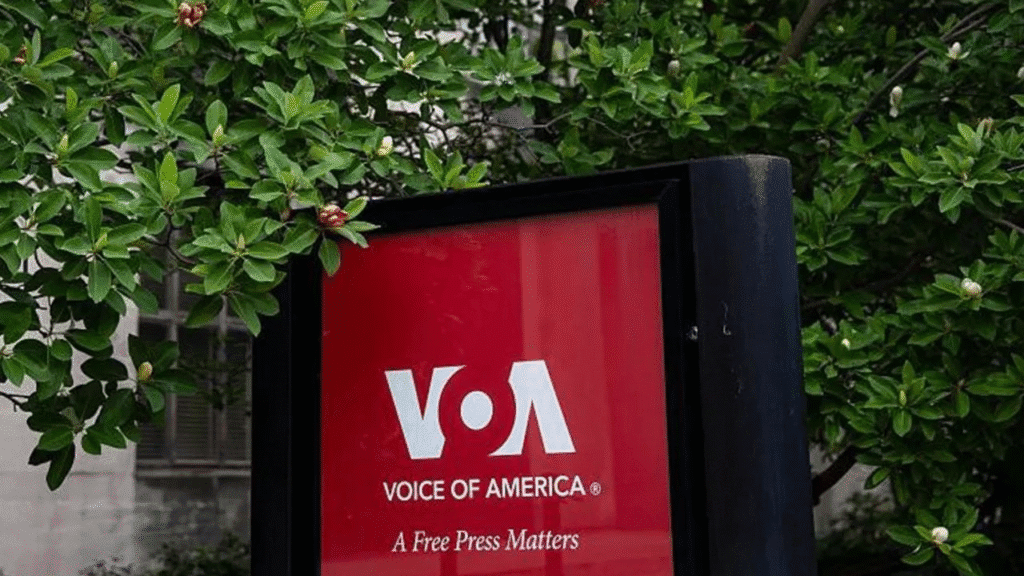 VOA
VOICE OF AMERICA ®
A Free Press Matters